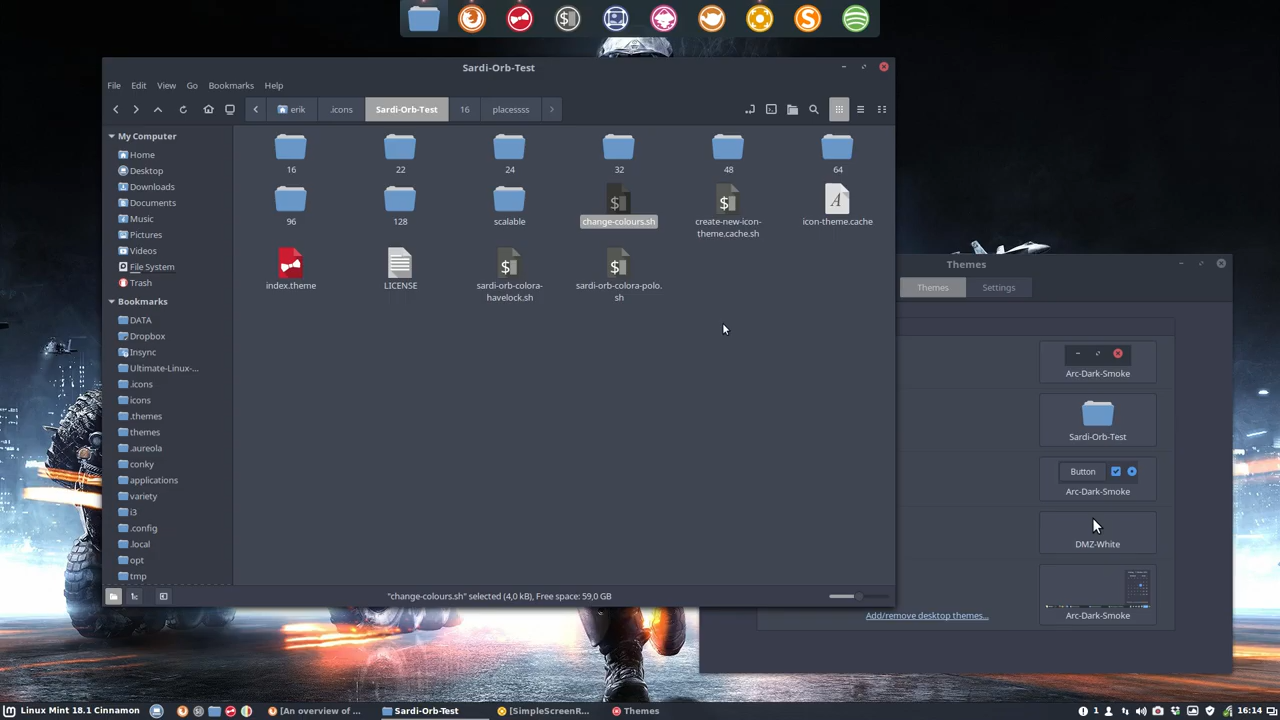 Sardi-Orb-Test
File Edit View Go Bookmarks Help
erik .icons Sardi-Orb-Test 16 placessss
My Computer
Home
Desktop
Downloads
Documents
Music
Pictures
Videos
File System
Trash
Bookmarks
DATA
Dropbox
Insync
Ultimate-Linux-...
.icons
icons
.themes
themes
.aureola
conky
applications
variety
i3
.config
.local
opt
tmp
16 22 24 32 48 64
96 128 scalable change-colours.sh create-new-icon-
theme.cache.sh icon-theme.cache
index.theme LICENSE sardi-orb-colora-
havelock.sh sardi-orb-colora-polo.
sh
"change-colours.sh" selected (4,0 kB), Free space: 59,0 GB
Themes
Themes Settings
Arc-Dark-Smoke
Sardi-Orb-Test
Button
Arc-Dark-Smoke
DMZ-White
Arc-Dark-Smoke
Add/remove desktop themes...
Linux Mint 18.1 Cinnamon [An overview of ... Sardi-Orb-Test [SimpleScreenR... Themes 1 16:14